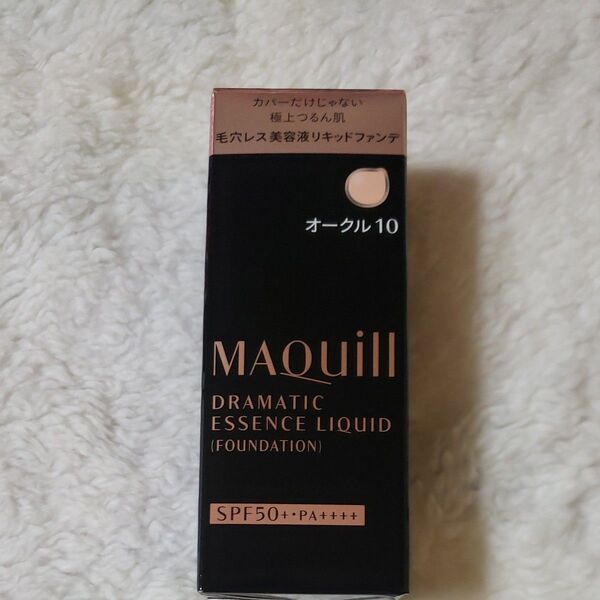 カバーだけじゃない
極上つるん肌
毛穴レス美容液リキッドファンデ
オークル10
MAQuill
DRAMATIC
ESSENCE LIQUID
(FOUNDATION)
SPF50+・PA++++